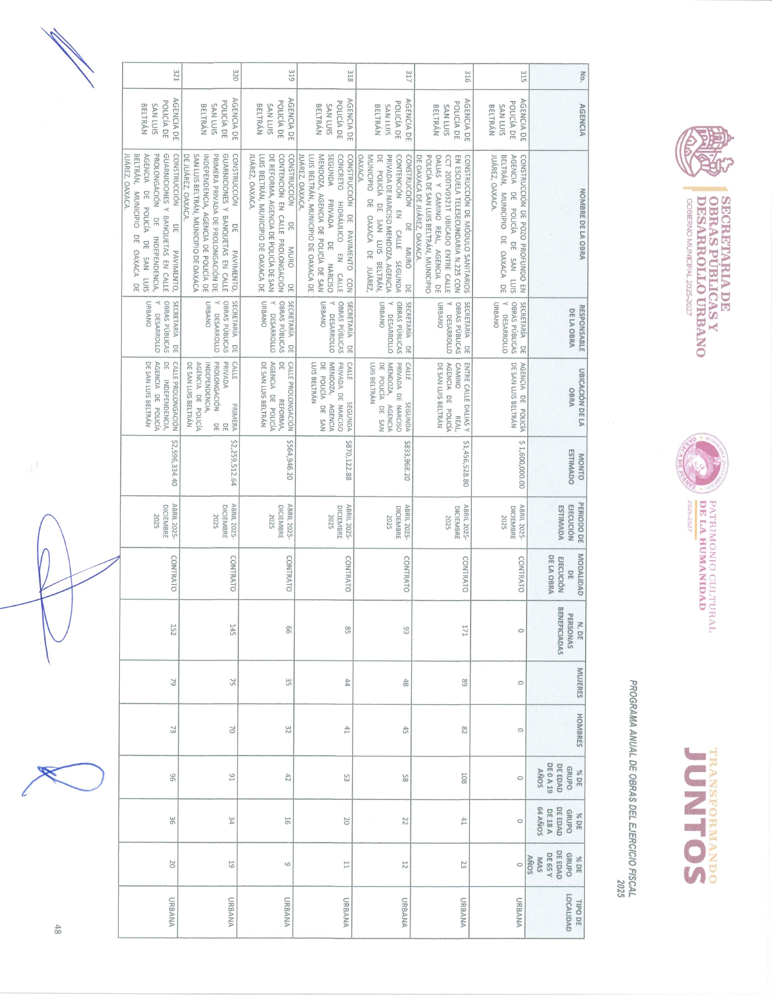 SECRETARÍA DE
OBRAS PÚBLICAS Y
DESARROLLO URBANO
GOBIERNO MUNICIPAL 2025-2027
HONORABLE AYUNTAMIENTO
OAXACA DE JUÁREZ
PATRIMONIO CULTURAL
DE LA HUMANIDAD
2025-2027
TRANSFORMANDO
JUNTOS
PROGRAMA ANUAL DE OBRAS DEL EJERCICIO FISCAL
2025
No.
AGENCIA
NOMBRE DE LA OBRA
RESPONSABLE
DE LA OBRA
UBICACIÓN DE LA
OBRA
MONTO
ESTIMADO
PERIODO DE
EJECUCIÓN
ESTIMADA
MODALIDAD
DE
EJECUCIÓN
DE LA OBRA
N. DE
PERSONAS
BENEFICIADAS
MUJERES
HOMBRES
% DE
GRUPO
DE EDAD
DE 0 A 19
AÑOS
% DE
GRUPO
DE EDAD
DE 18 A
64 AÑOS
% DE
GRUPO
DE EDAD
DE 65 Y
MAS
AÑOS
TIPO DE
LOCALIDAD
315
AGENCIA DE
POLICÍA DE
SAN LUIS
BELTRÁN
CONSTRUCCIÓN DE POZO PROFUNDO EN
AGENCIA DE POLICÍA DE SAN LUIS
BELTRÁN, MUNICIPIO DE OAXACA DE
JUÁREZ, OAXACA.
SECRETARÍA DE
OBRAS PÚBLICAS
Y DESARROLLO
URBANO
AGENCIA DE POLICÍA
DE SAN LUIS BELTRÁN
$ 1,600,000.00
ABRIL 2025-
DICIEMBRE
2025
CONTRATO
0
0
0
0
0
0
URBANA
316
AGENCIA DE
POLICÍA DE
SAN LUIS
BELTRÁN
CONSTRUCCIÓN DE MÓDULO SANITARIOS
EN ESCUELA TELESECUNDARIA N.225 CON
CCT 20DTV0321T UBICADO ENTRE CALLE
DALIAS Y CAMINO REAL, AGENCIA DE
POLICÍA DE SAN LUIS BELTRÁN, MUNICIPIO
DE OAXACA DE JUÁREZ, OAXACA.
SECRETARÍA DE
OBRAS PÚBLICAS
Y DESARROLLO
URBANO
ENTRE CALLE DALIAS Y
CAMINO REAL,
AGENCIA DE POLICÍA
DE SAN LUIS BELTRÁN
$1,456,528.80
ABRIL 2025-
DICIEMBRE
2025
CONTRATO
171
89
82
108
41
23
URBANA
317
AGENCIA DE
POLICÍA DE
SAN LUIS
BELTRÁN
CONSTRUCCIÓN DE MURO DE
CONTENCIÓN EN CALLE SEGUNDA
PRIVADA DE NARCISO MENDOZA, AGENCIA
DE POLICÍA DE SAN LUIS BELTRÁN,
MUNICIPIO DE OAXACA DE JUÁREZ,
OAXACA.
SECRETARÍA DE
OBRAS PÚBLICAS
Y DESARROLLO
URBANO
CALLE SEGUNDA
PRIVADA DE NARCISO
MENDOZA, AGENCIA
DE POLICÍA DE SAN
LUIS BELTRÁN
$833,968.20
ABRIL 2025-
DICIEMBRE
2025
CONTRATO
93
48
45
58
22
12
URBANA
318
AGENCIA DE
POLICÍA DE
SAN LUIS
BELTRÁN
CONSTRUCCIÓN DE PAVIMENTO CON
CONCRETO HIDRÁULICO EN CALLE
SEGUNDA PRIVADA DE NARCISO
MENDOZA, AGENCIA DE POLICÍA DE SAN
LUIS BELTRÁN, MUNICIPIO DE OAXACA DE
JUÁREZ, OAXACA.
SECRETARÍA DE
OBRAS PÚBLICAS
Y DESARROLLO
URBANO
CALLE SEGUNDA
PRIVADA DE NARCISO
MENDOZA, AGENCIA
DE POLICÍA DE SAN
LUIS BELTRÁN
$870,122.88
ABRIL 2025-
DICIEMBRE
2025
CONTRATO
85
44
41
53
20
11
URBANA
319
AGENCIA DE
POLICÍA DE
SAN LUIS
BELTRÁN
CONSTRUCCIÓN DE MURO DE
CONTENCIÓN EN CALLE PROLONGACIÓN
DE REFORMA, AGENCIA DE POLICÍA DE SAN
LUIS BELTRÁN, MUNICIPIO DE OAXACA DE
JUÁREZ, OAXACA.
SECRETARÍA DE
OBRAS PÚBLICAS
Y DESARROLLO
URBANO
CALLE PROLONGACIÓN
DE REFORMA,
AGENCIA DE POLICÍA
DE SAN LUIS BELTRÁN
$564,946.20
ABRIL 2025-
DICIEMBRE
2025
CONTRATO
66
35
32
42
16
9
URBANA
320
AGENCIA DE
POLICÍA DE
SAN LUIS
BELTRÁN
CONSTRUCCIÓN DE PAVIMENTO,
GUARNICIONES Y BANQUETAS EN CALLE
PRIMERA PRIVADA DE PROLONGACIÓN DE
INDEPENDENCIA, AGENCIA DE POLICÍA DE
SAN LUIS BELTRÁN, MUNICIPIO DE OAXACA
DE JUÁREZ, OAXACA.
SECRETARÍA DE
OBRAS PÚBLICAS
Y DESARROLLO
URBANO
CALLE PRIMERA
PRIVADA DE
PROLONGACIÓN DE
INDEPENDENCIA,
AGENCIA DE POLICÍA
DE SAN LUIS BELTRÁN
$2,259,512.64
ABRIL 2025-
DICIEMBRE
2025
CONTRATO
145
75
70
91
34
19
URBANA
321
AGENCIA DE
POLICÍA DE
SAN LUIS
BELTRÁN
CONSTRUCCIÓN DE PAVIMENTO,
GUARNICIONES Y BANQUETAS EN CALLE
PROLONGACIÓN DE INDEPENDENCIA,
AGENCIA DE POLICÍA DE SAN LUIS
BELTRÁN, MUNICIPIO DE OAXACA DE
JUÁREZ, OAXACA.
SECRETARÍA DE
OBRAS PÚBLICAS
Y DESARROLLO
URBANO
CALLE PROLONGACIÓN
DE INDEPENDENCIA,
AGENCIA DE POLICÍA
DE SAN LUIS BELTRÁN
$2,596,334.40
ABRIL 2025-
DICIEMBRE
2025
CONTRATO
152
79
73
96
36
20
URBANA
48